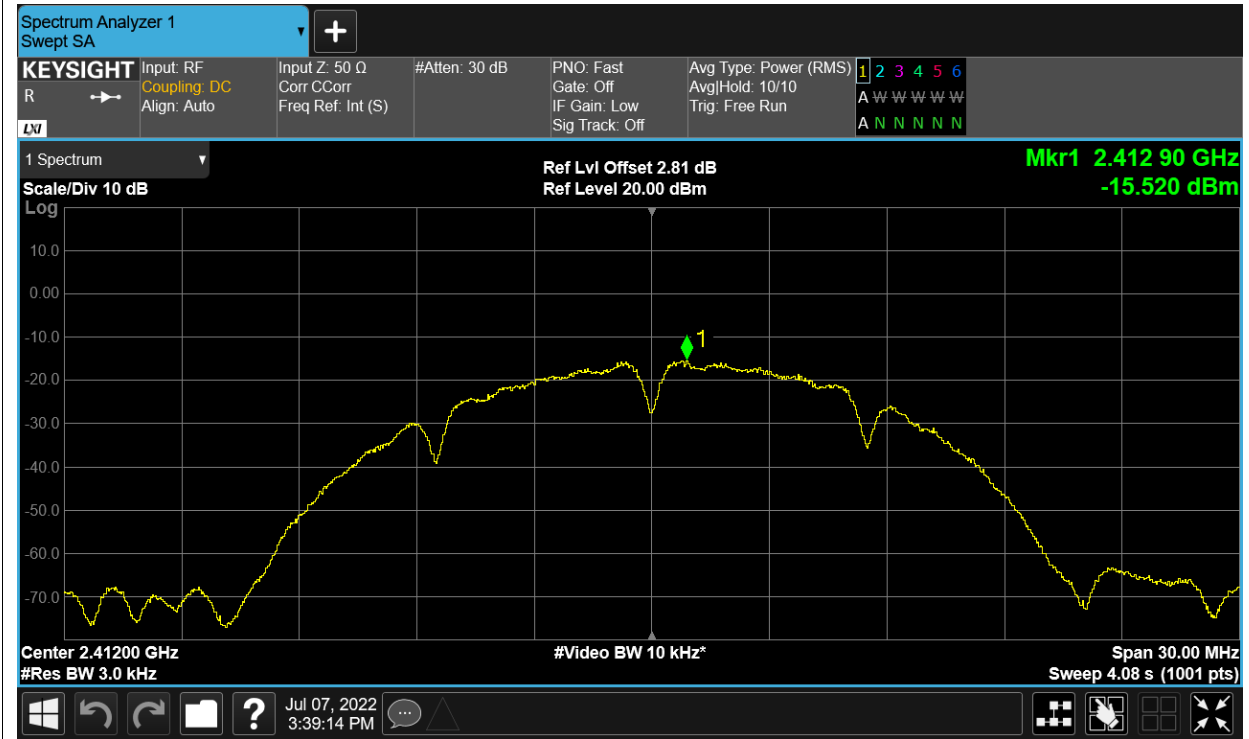 Spectrum Analyzer 1
Swept SA
+
KEYSIGHT Input: RF Input Z: 50 Ω #Atten: 30 dB PNO: Fast Avg Type: Power (RMS) 1 2 3 4 5 6
R Coupling: DC Corr CCorr Gate: Off Avg|Hold: 10/10 A W W W W W
Align: Auto Freq Ref: Int (S) IF Gain: Low Trig: Free Run
LXI Sig Track: Off A N N N N N
1 Spectrum Ref Lvl Offset 2.81 dB Mkr1 2.412 90 GHz
Scale/Div 10 dB Ref Level 20.00 dBm -15.520 dBm
Log
10.0
0.00
-10.0 1
-20.0
-30.0
-40.0
-50.0
-60.0
-70.0
Center 2.41200 GHz #Video BW 10 kHz* Span 30.00 MHz
#Res BW 3.0 kHz Sweep 4.08 s (1001 pts)
? Jul 07, 2022
3:39:14 PM